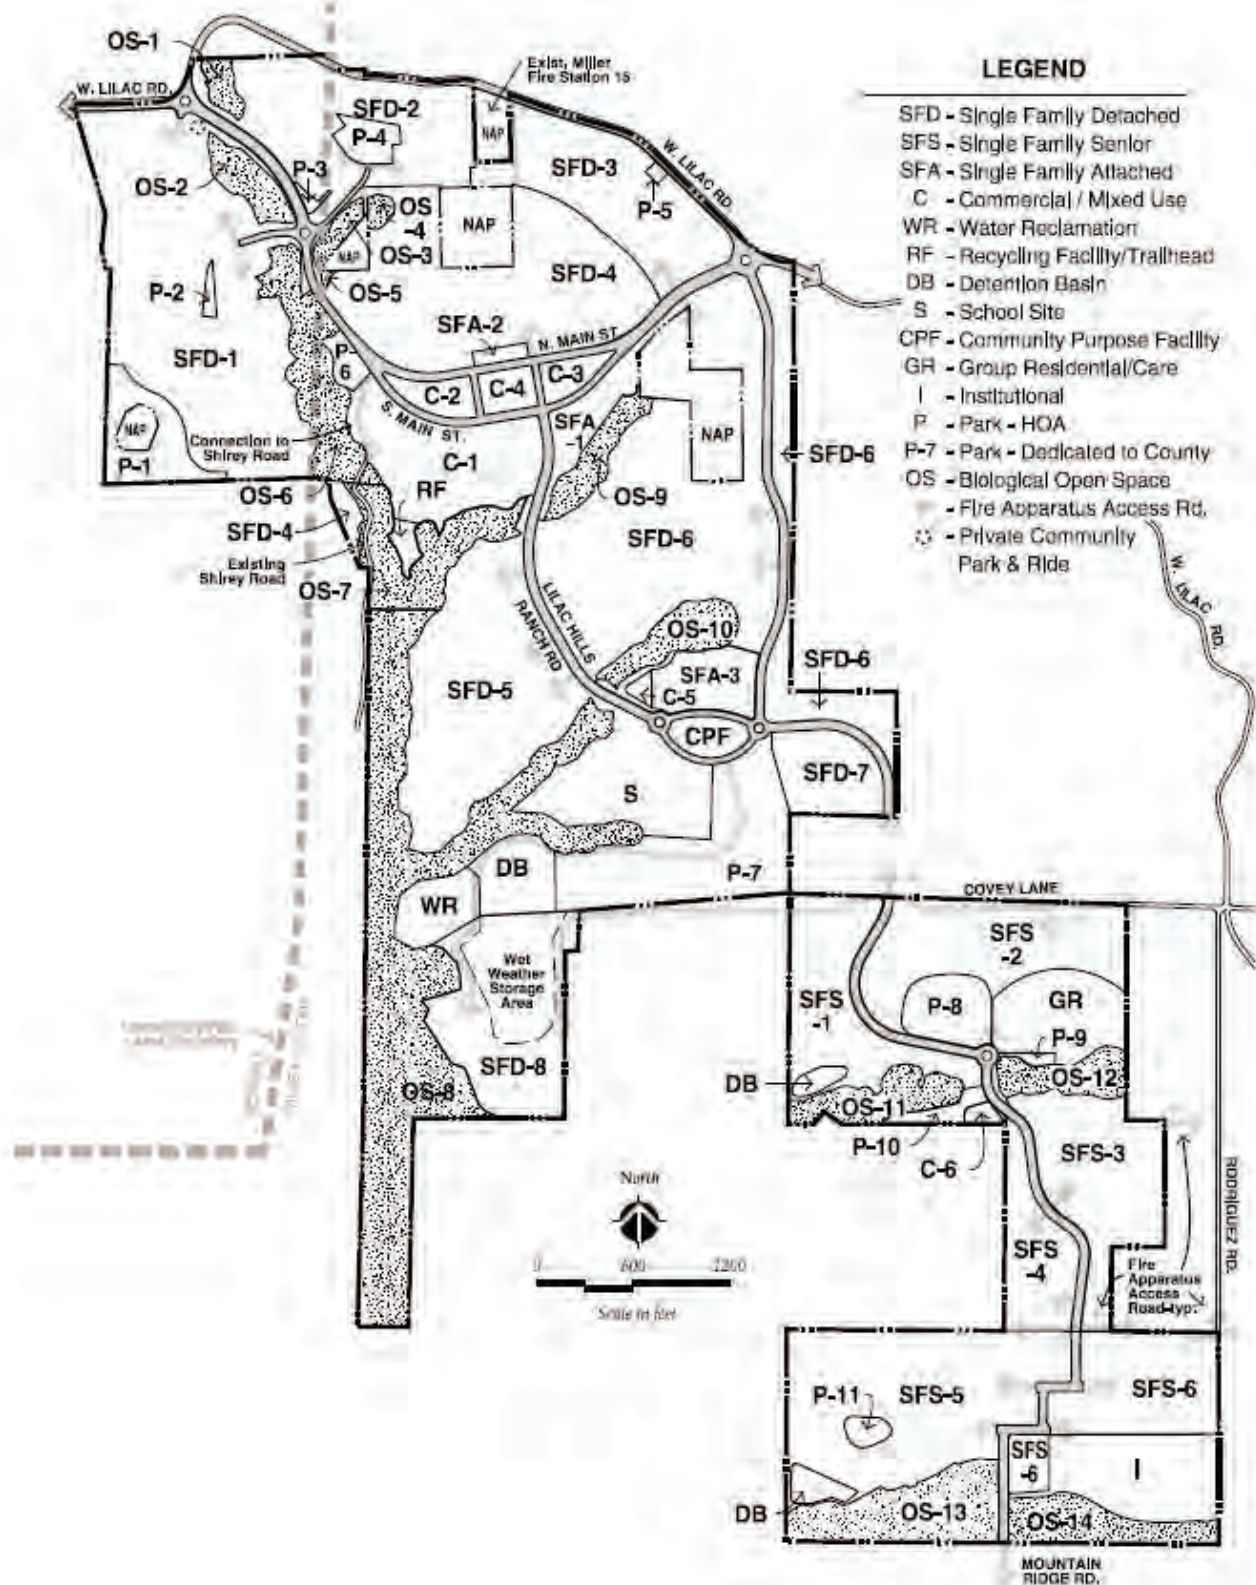 OS-1
W. LILAC RD.
Exist. Miller
Fire Station 15
SFD-2
P-4
NAP
P-3
OS-2
SFD-3
P-5
W. LILAC RD.
OS
-4
OS-3
NAP
NAP
SFD-4
P-2
OS-5
SFA-2
N. MAIN ST
SFD-1
P-
6
C-2
C-4
C-3
S. MAIN ST.
SFA
-1
NAP
P-1
Connection to
Shirey Road
C-1
NAP
SFD-6
OS-6
RF
OS-9
SFD-4
SFD-6
Existing
Shirey Road
OS-7
LILAC HILLS
RANCH RD
OS-10
SFD-6
SFD-5
SFA-3
C-5
CPF
SFD-7
S
DB
P-7
WR
COVEY LANE
Wet
Weather
Storage
Area
SFS
-2
SFS
-1
P-8
GR
P-9
SFD-8
OS-8
DB
OS-12
OS-11
P-10
C-6
SFS-3
RODRIGUEZ RD.
North
0 600 1200
Scale in feet
SFS
-4
Fire
Apparatus
Access
Road-typ.
P-11
SFS-5
SFS-6
SFS
-6
I
DB
OS-13
OS-14
MOUNTAIN
RIDGE RD.
LEGEND
SFD - Single Family Detached
SFS - Single Family Senior
SFA - Single Family Attached
C - Commercial / Mixed Use
WR - Water Reclamation
RF - Recycling Facility/Trailhead
DB - Detention Basin
S - School Site
CPF - Community Purpose Facility
GR - Group Residential/Care
I - Institutional
P - Park - HOA
P-7 - Park - Dedicated to County
OS - Biological Open Space
- Fire Apparatus Access Rd.
- Private Community
Park & Ride
W. LILAC
RD.